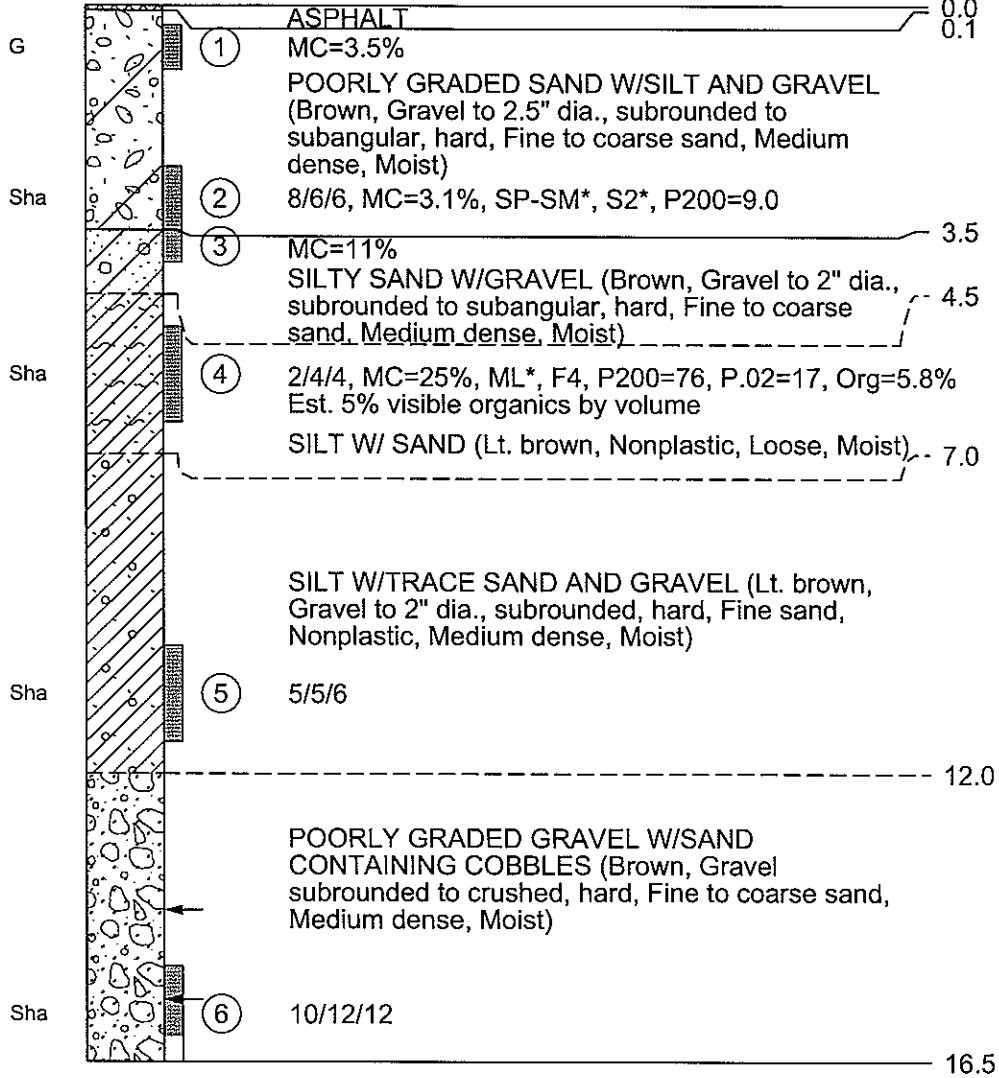 ASPHALT
0.0
0.1
G
1
MC=3.5%
POORLY GRADED SAND W/SILT AND GRAVEL
(Brown, Gravel to 2.5" dia., subrounded to
subangular, hard, Fine to coarse sand, Medium
dense, Moist)
Sha
2
8/6/6, MC=3.1%, SP-SM*, S2*, P200=9.0
3.5
3
MC=11%
SILTY SAND W/GRAVEL (Brown, Gravel to 2" dia.,
subrounded to subangular, hard, Fine to coarse
sand, Medium dense, Moist)
4.5
Sha
4
2/4/4, MC=25%, ML*, F4, P200=76, P.02=17, Org=5.8%
Est. 5% visible organics by volume
SILT W/ SAND (Lt. brown, Nonplastic, Loose, Moist)
7.0
SILT W/TRACE SAND AND GRAVEL (Lt. brown,
Gravel to 2" dia., subrounded, hard, Fine sand,
Nonplastic, Medium dense, Moist)
Sha
5
5/5/6
12.0
POORLY GRADED GRAVEL W/SAND
CONTAINING COBBLES (Brown, Gravel
subrounded to crushed, hard, Fine to coarse sand,
Medium dense, Moist)
Sha
6
10/12/12
16.5